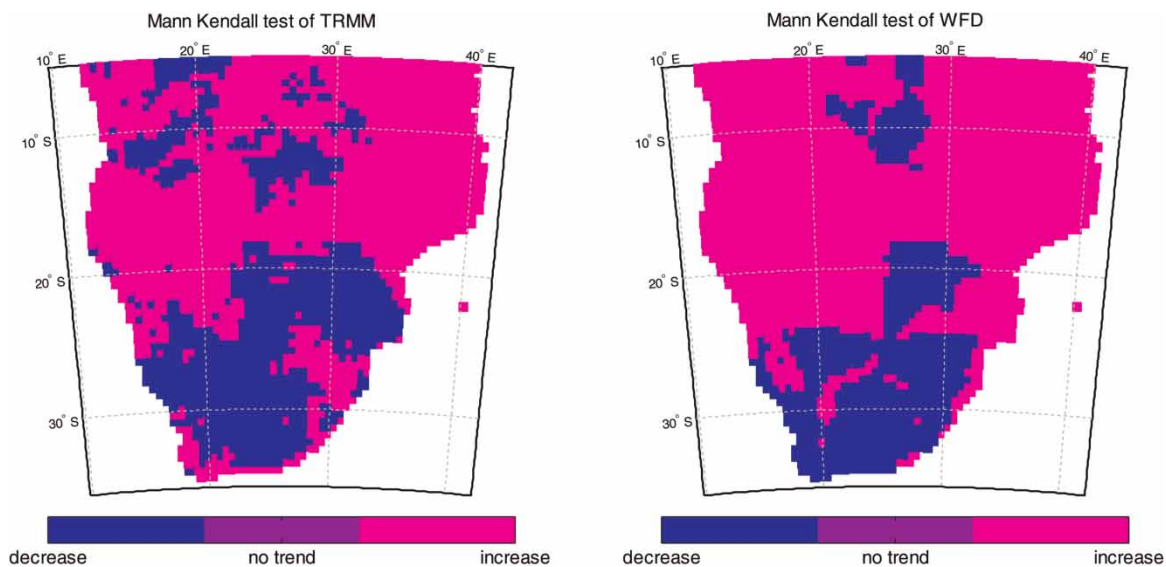 Mann Kendall test of TRMM
10° E
20° E
30° E
40° E
10° S
20° S
30° S
decrease
no trend
increase
Mann Kendall test of WFD
10° E
20° E
30° E
40° E
10° S
20° S
30° S
decrease
no trend
increase